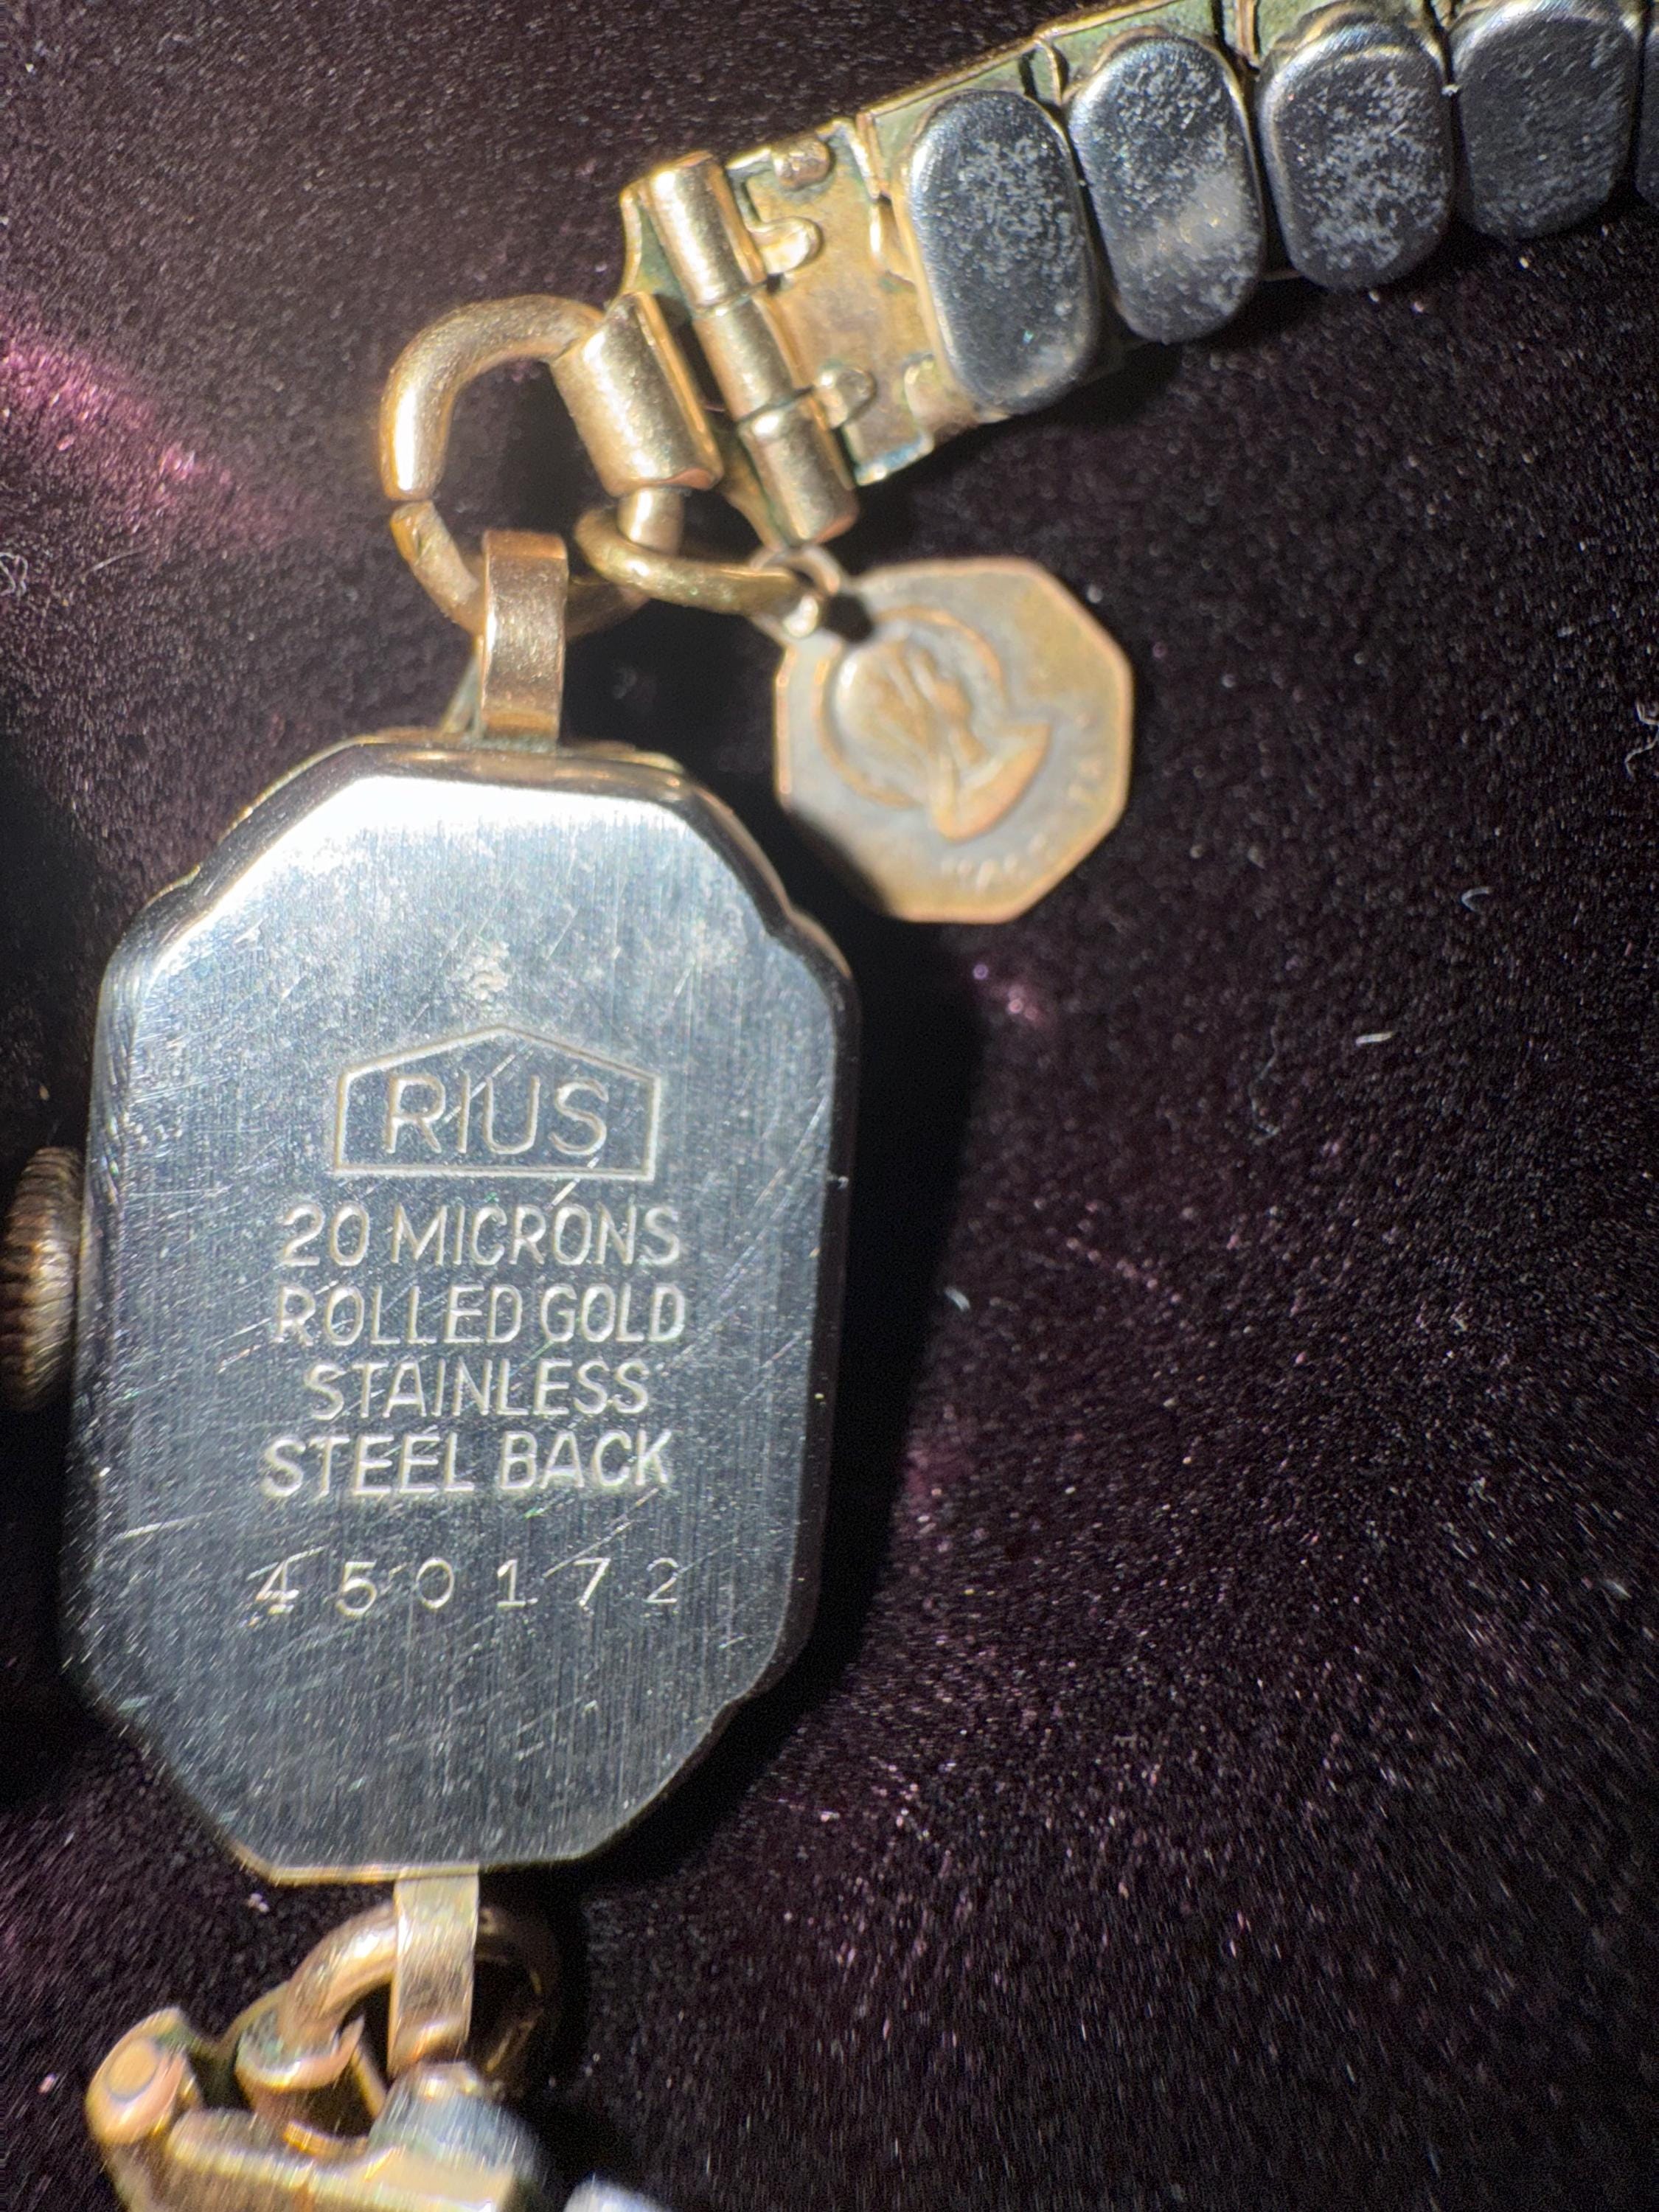 RIUS
20 MICRONS
ROLLED GOLD
STAINLESS
STEEL BACK
450172